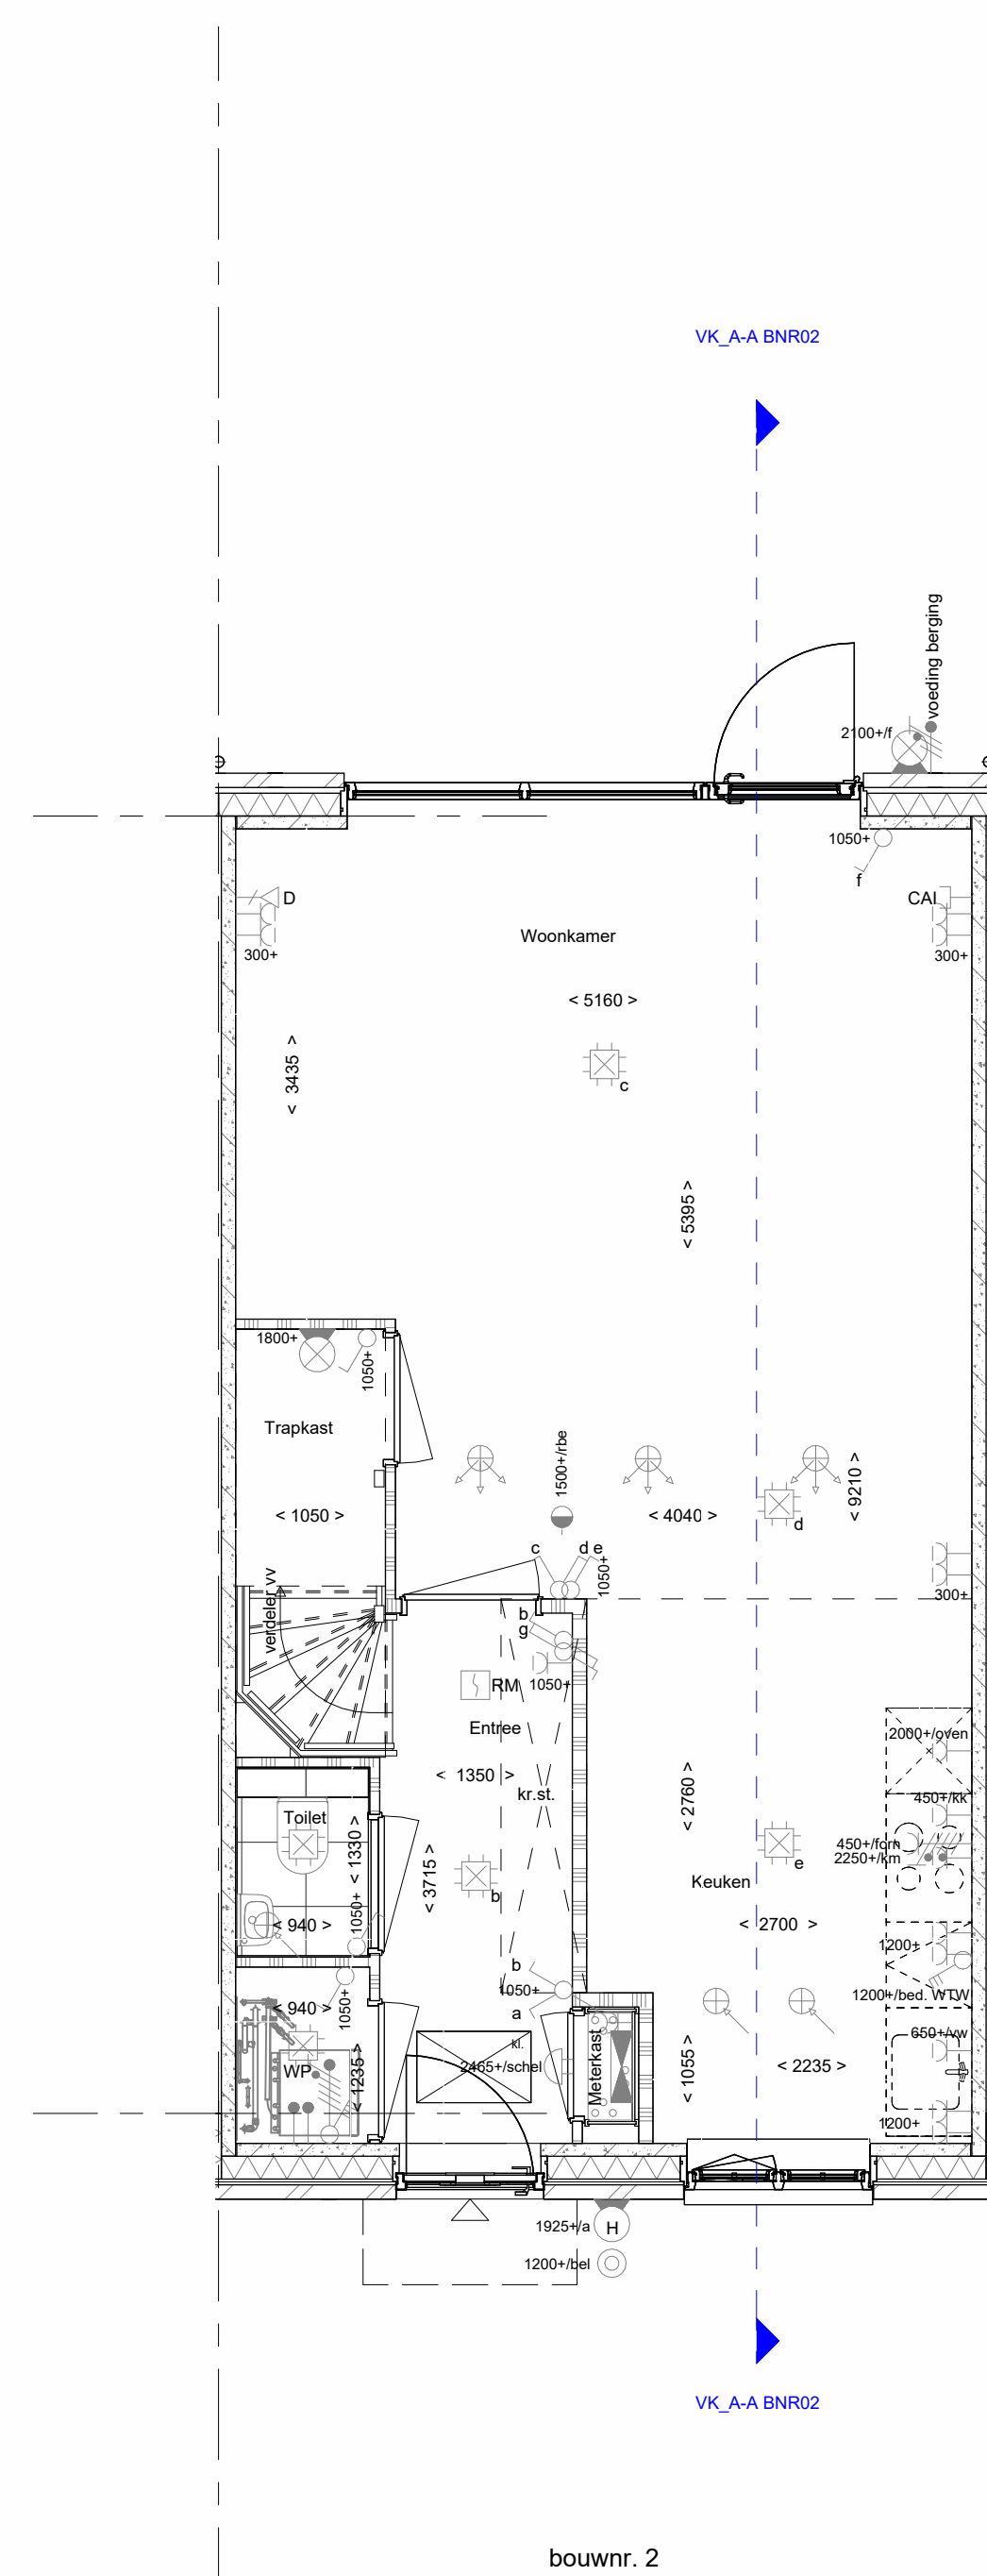 VK_A-A BNR02
voeding berging
2100+/f
1050+
f
D
CAI
300+
300+
Woonkamer
< 5160 >
< 3435 >
c
< 5395 >
1800+
1050+
Trapkast
1500+/rbe
< 9210 >
< 1050 >
< 4040 >
d
c
d e
1050+
verdeler vv
300+
b
g
RM
1050+
Entree
2000+/oven
< 1350 >
< 2760 >
kr.st.
450+/kk
Toilet
< 1330 >
450+/forn
2250+/km
e
< 3715 >
b
Keuken
1050+
< 940 >
< 2700 >
1200+
b
1050+
1200+/bed. WTW
< 940 >
1050+
a
650+/vw
kl.
2465+/schel
Meterkast
< 1055 >
< 2235 >
WP
< 1235 >
1200+
1925+/a
H
1200+/bel
VK_A-A BNR02
bouwnr. 2